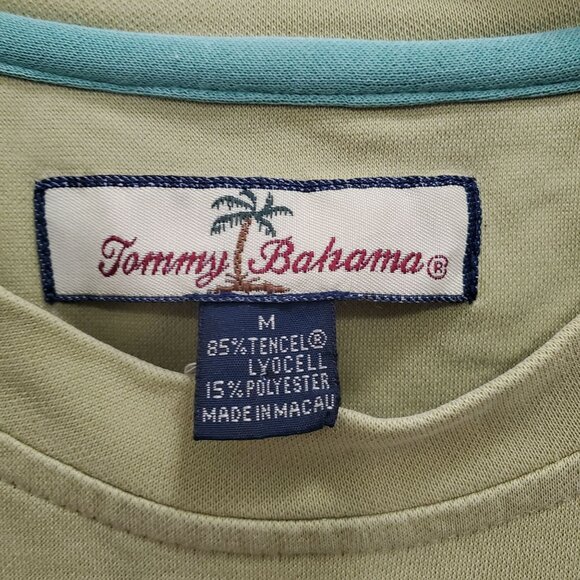 Tommy Bahama®
M
85% TENCEL®
LYOCELL
15% POLYESTER
MADE IN MACAU